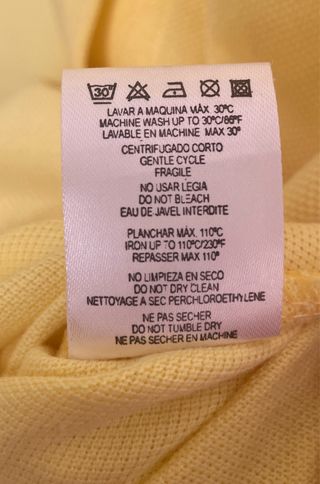 30°
LAVAR A MAQUINA MÁX 30ºC
MACHINE WASH UP TO 30ºC/86ºF
LAVABLE EN MACHINE MAX 30º
CENTRIFUGADO CORTO
GENTLE CYCLE
FRAGILE
NO USAR LEGIA
DO NOT BLEACH
EAU DE JAVEL INTERDITE
PLANCHAR MÁX. 110ºC
IRON UP TO 110ºC/230ºF
REPASSER MAX 110º
NO LIMPIEZA EN SECO
DO NOT DRY CLEAN
NETTOYAGE A SEC PERCHLOROETHYLENE
NE PAS SECHER
DO NOT TUMBLE DRY
NE PAS SECHER EN MACHINE